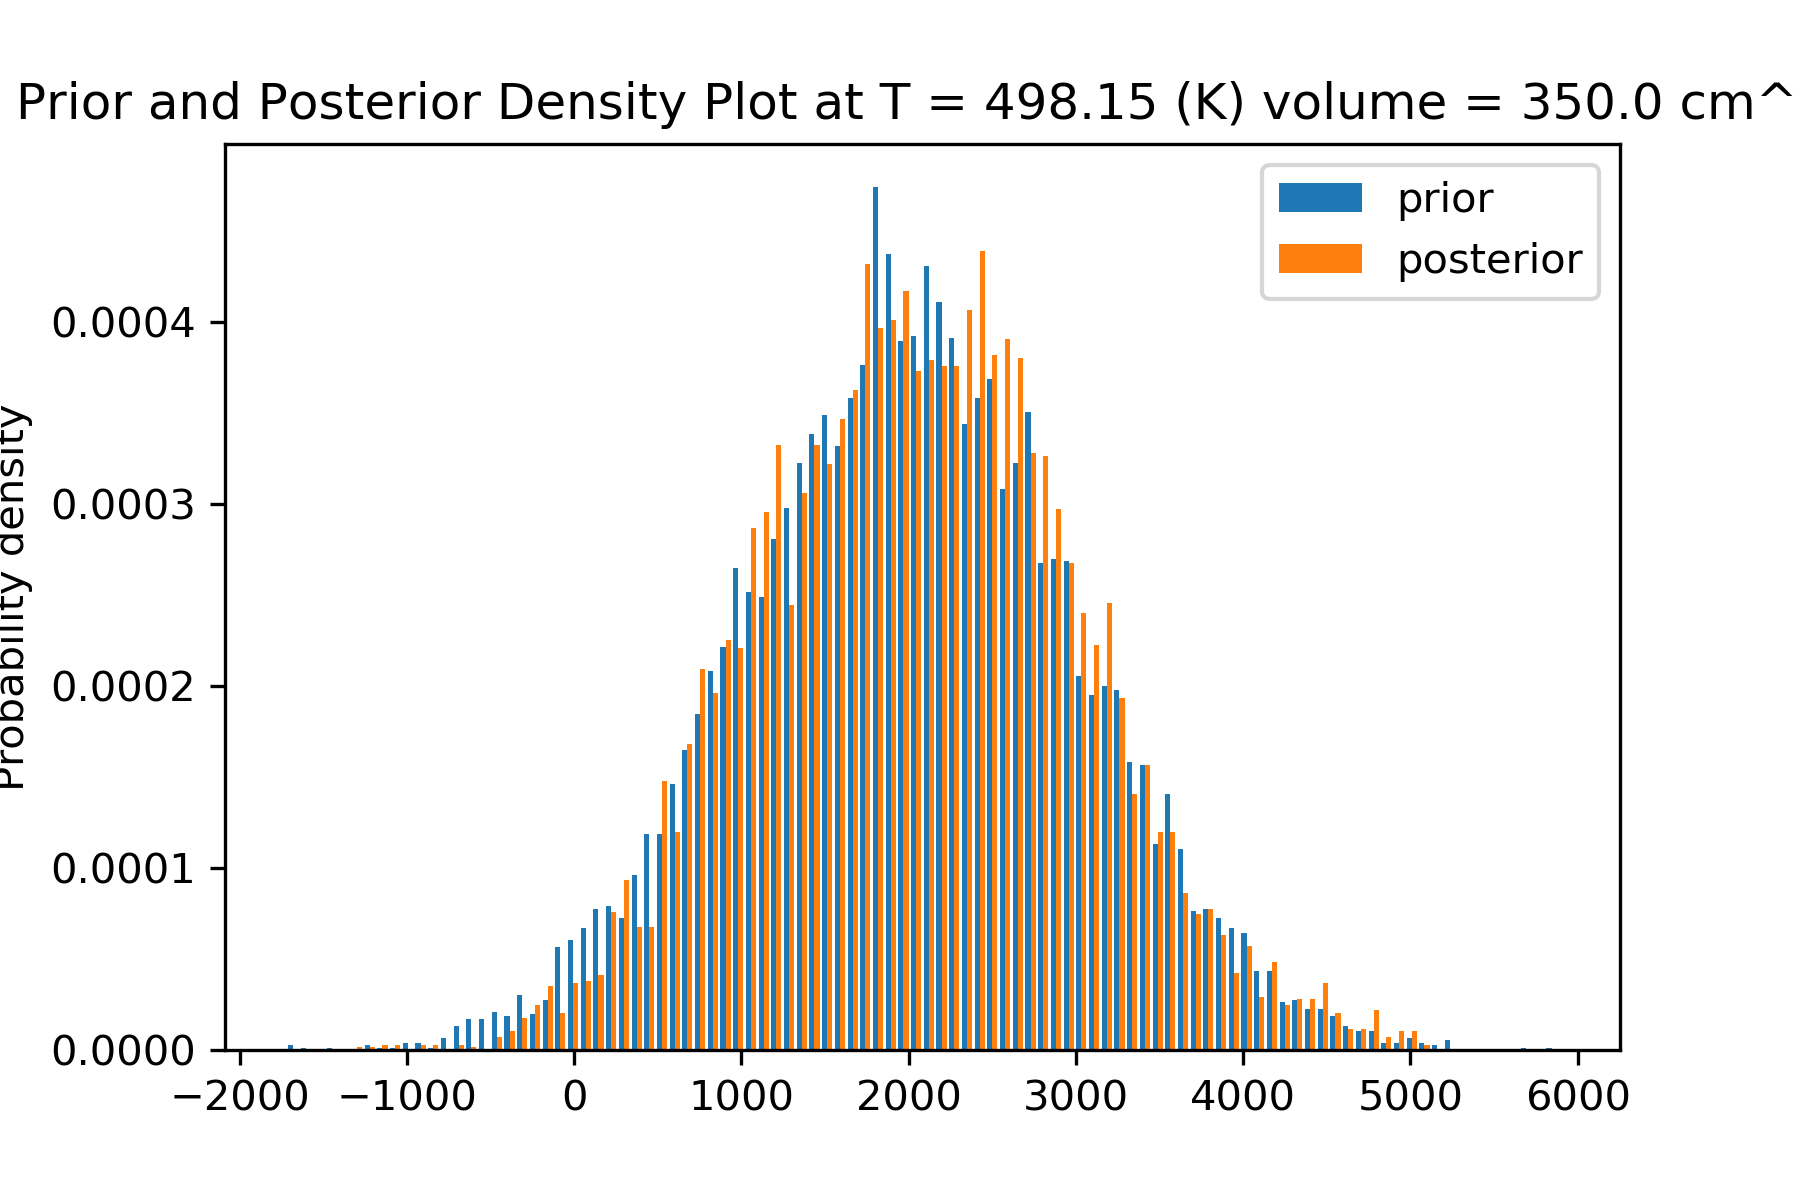 Prior and Posterior Density Plot at T = 498.15 (K) volume = 350.0 cm^
prior
posterior
Probability density
0.0004
0.0003
0.0002
0.0001
0.0000
−2000 −1000 0 1000 2000 3000 4000 5000 6000